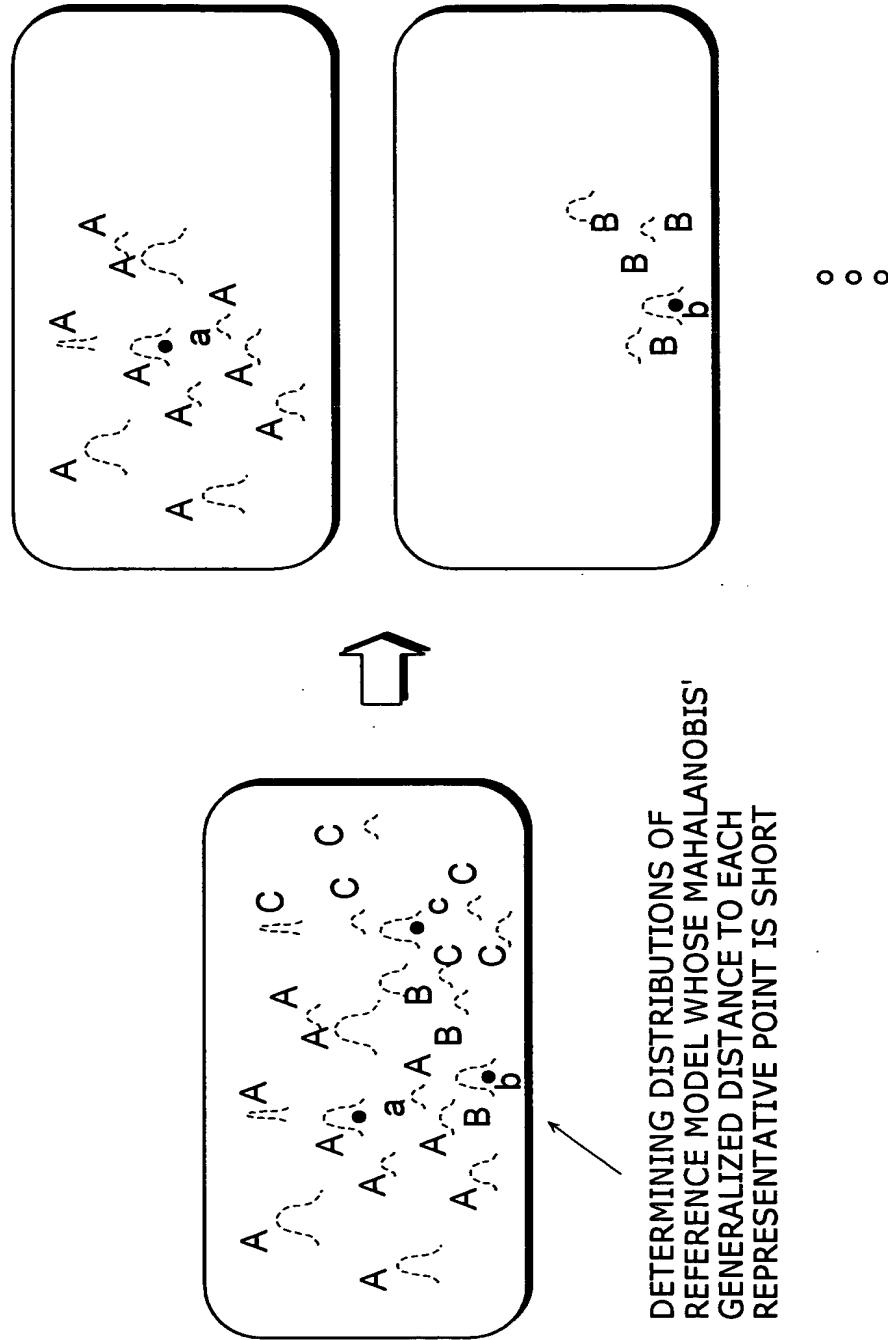 A A
C
A
A C
A C
A
A
a
A B
A c
B C
A C
B
C
b
A A
A
A
A
A A
a
A
A
A
B
B
B B
b
DETERMINING DISTRIBUTIONS OF
REFERENCE MODEL WHOSE MAHALANOBIS'
GENERALIZED DISTANCE TO EACH
REPRESENTATIVE POINT IS SHORT